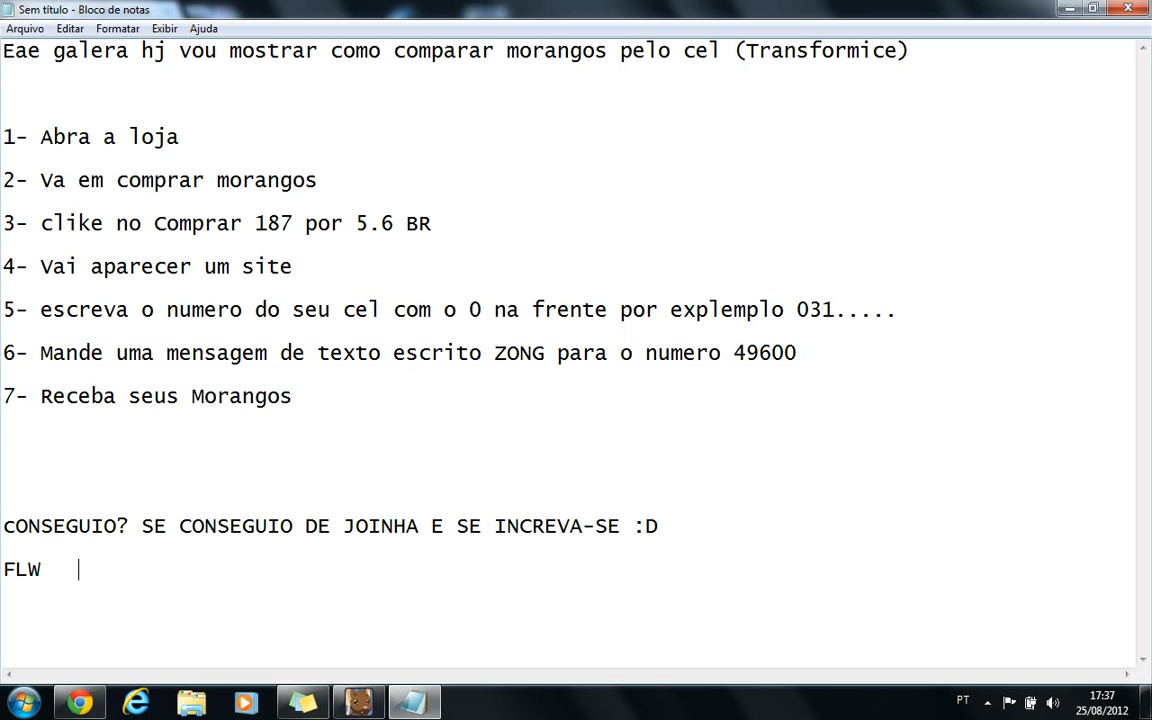 Sem título - Bloco de notas
Arquivo Editar Formatar Exibir Ajuda
Eae galera hj vou mostrar como comparar morangos pelo cel (Transformice)
1- Abra a loja
2- Va em comprar morangos
3- clike no Comprar 187 por 5.6 BR
4- Vai aparecer um site
5- escreva o numero do seu cel com o 0 na frente por explemplo 031.....
6- Mande uma mensagem de texto escrito ZONG para o numero 49600
7- Receba seus Morangos
cONSEGUIO? SE CONSEGUIO DE JOINHA E SE INCREVA-SE :D
FLW
PT
17:37
25/08/2012